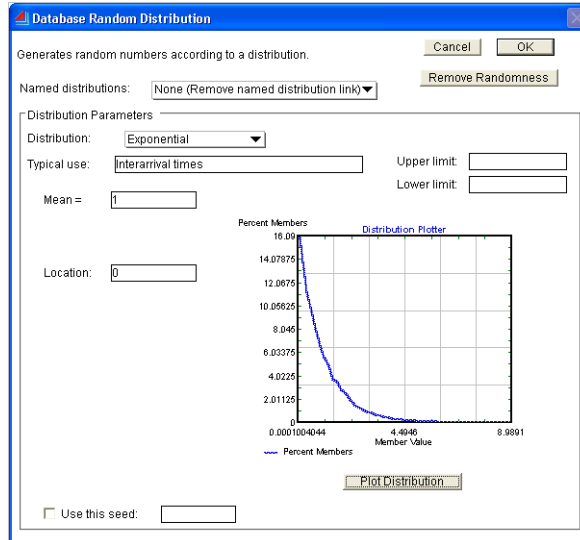 Database Random Distribution
Generates random numbers according to a distribution.
Cancel
OK
Remove Randomness
Named distributions:
None (Remove named distribution link)
Distribution Parameters
Distribution:
Exponential
Typical use:
Interarrival times
Upper limit:
Lower limit:
Mean =
1
Location:
0
Percent Members
Distribution Plotter
16.09
14.07875
12.0675
10.05625
8.045
6.03375
4.0225
2.01125
0
0.0001004044
4.4946
8.9891
Member Value
Percent Members
Plot Distribution
Use this seed: